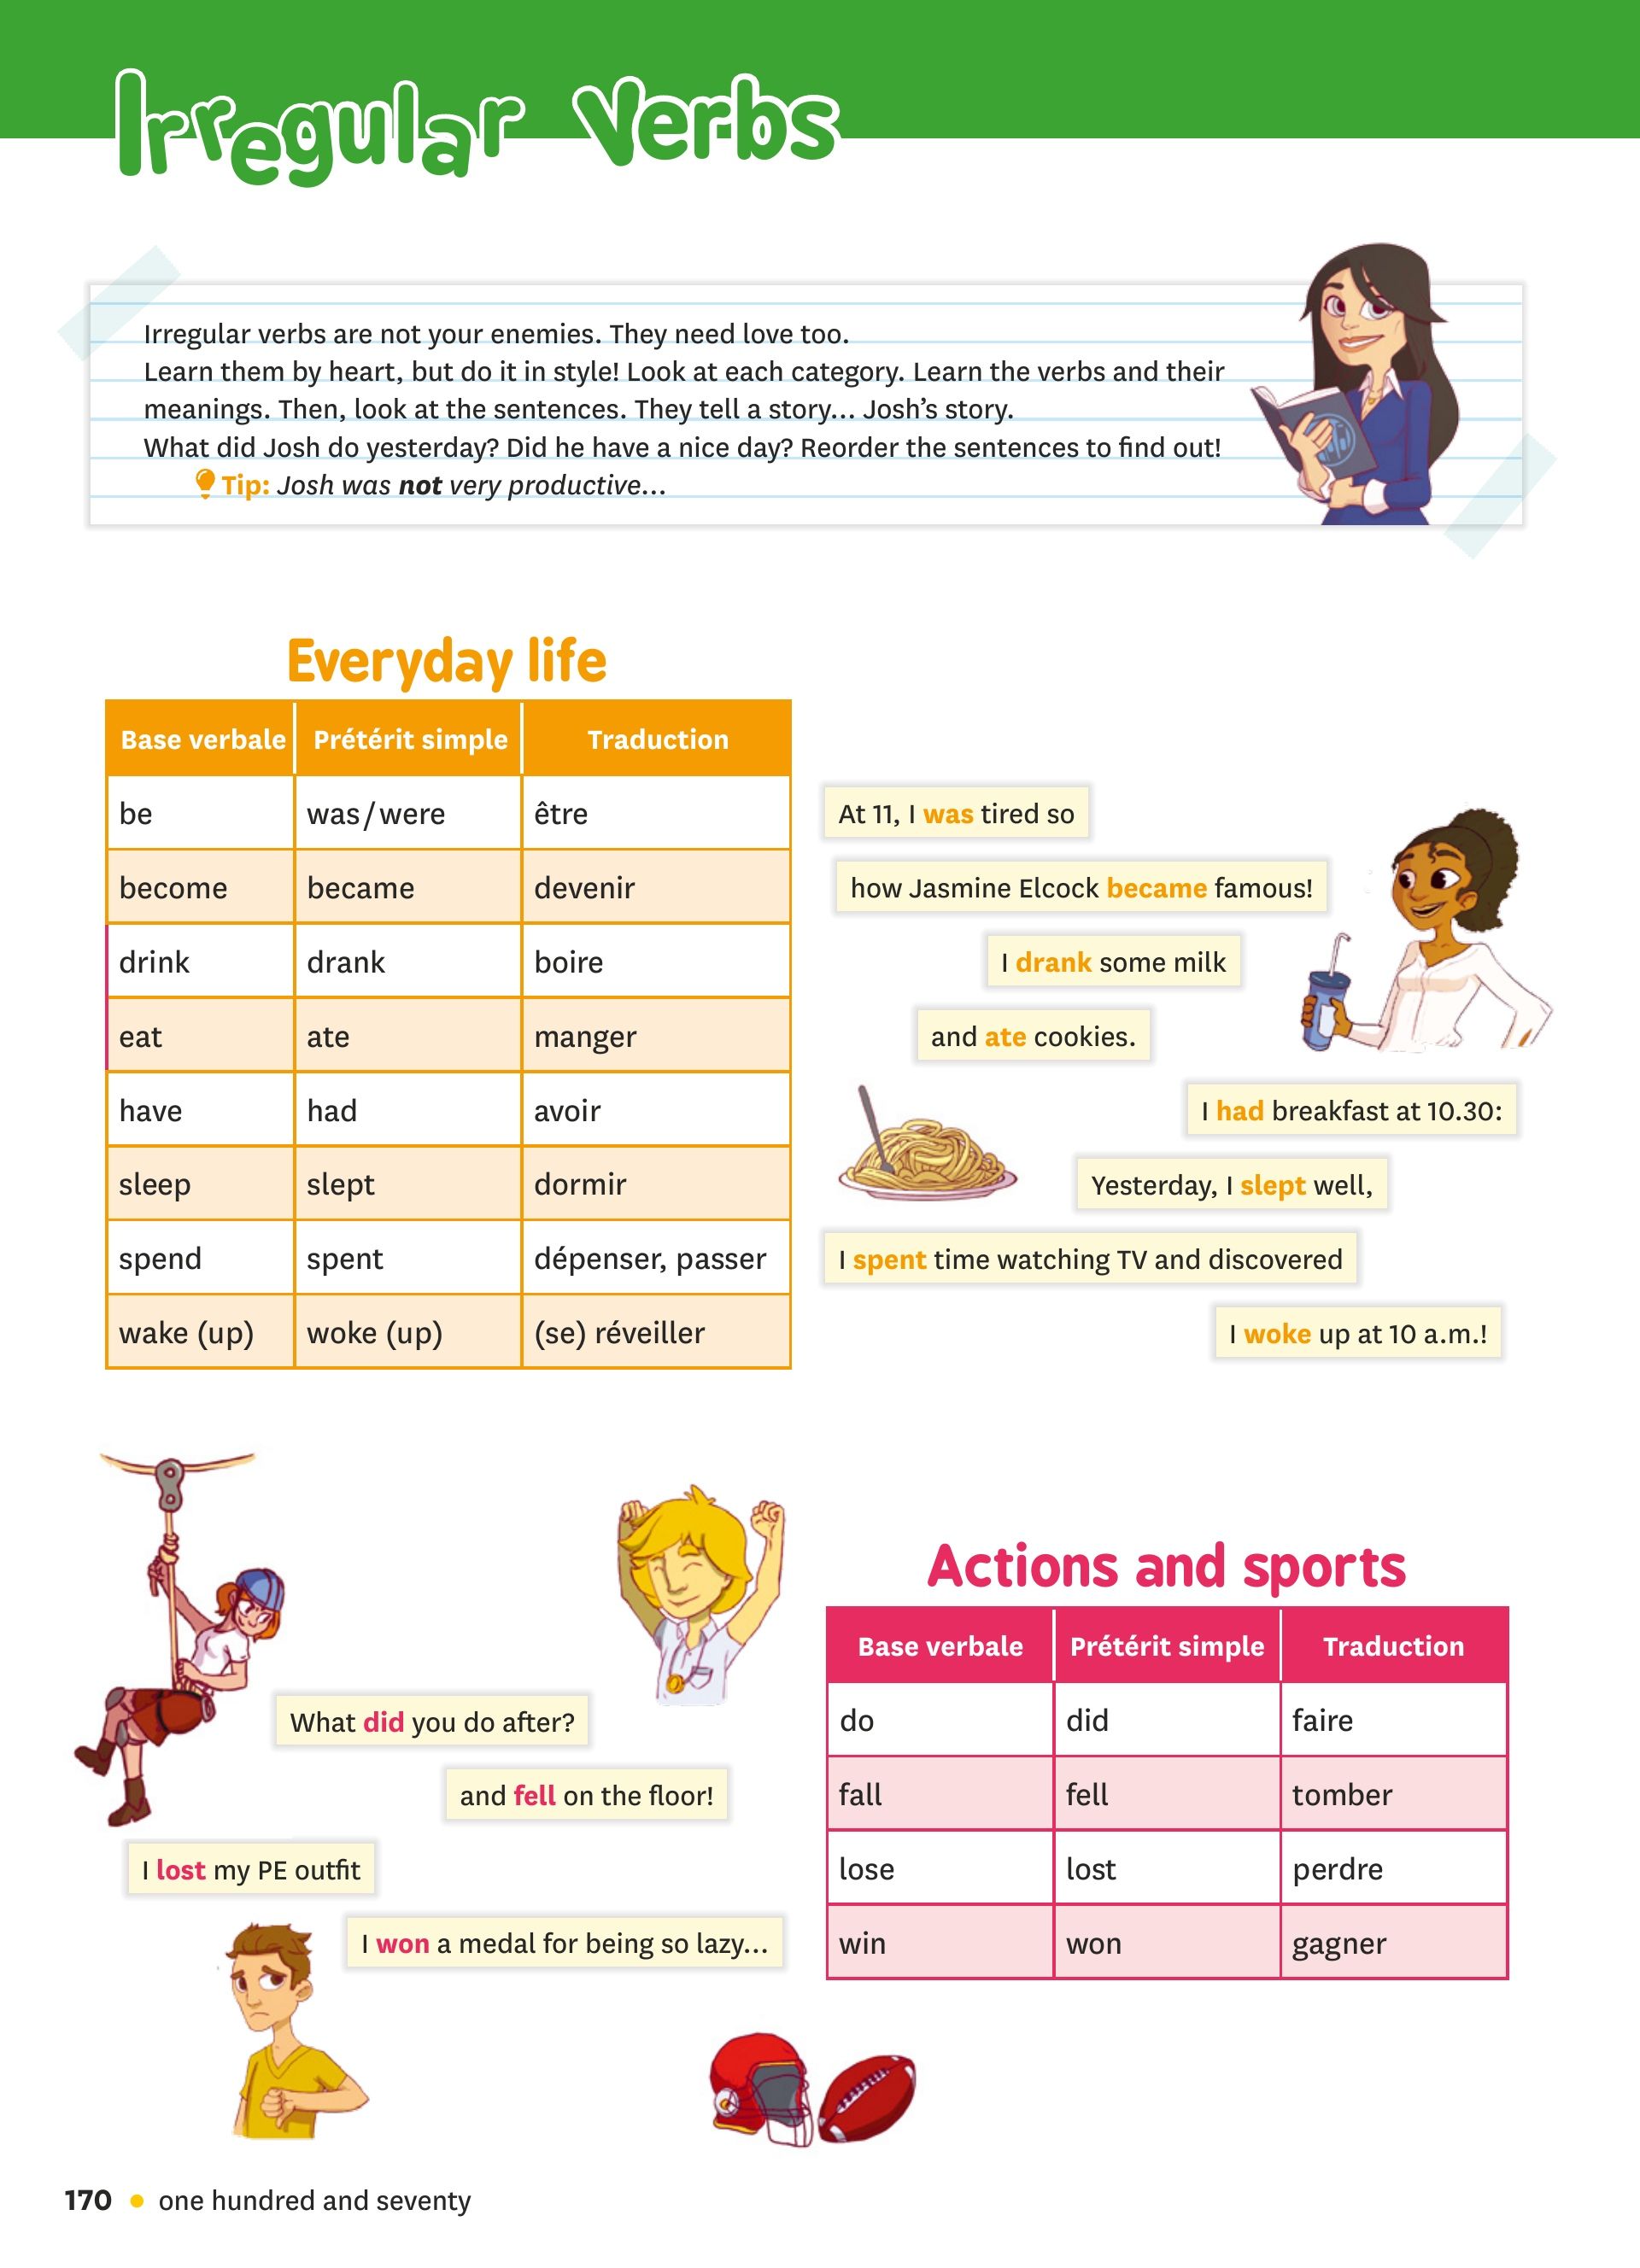 Irregular Verbs
Irregular verbs are not your enemies. They need love too.
Learn them by heart, but do it in style! Look at each category. Learn the verbs and their
meanings. Then, look at the sentences. They tell a story... Josh's story.
What did Josh do yesterday? Did he have a nice day? Reorder the sentences to find out!
Tip: Josh was not very productive...
Everyday life
Base verbale Prétérit simple Traduction
be was/were être
become became devenir
drink drank boire
eat ate manger
have had avoir
sleep slept dormir
spend spent dépenser, passer
wake (up) woke (up) (se) réveiller
At 11, I was tired so
how Jasmine Elcock became famous!
I drank some milk
and ate cookies.
I had breakfast at 10.30:
Yesterday, I slept well,
I spent time watching TV and discovered
I woke up at 10 a.m.!
What did you do after?
and fell on the floor!
I lost my PE outfit
I won a medal for being so lazy...
Actions and sports
Base verbale Prétérit simple Traduction
do did faire
fall fell tomber
lose lost perdre
win won gagner
170 • one hundred and seventy